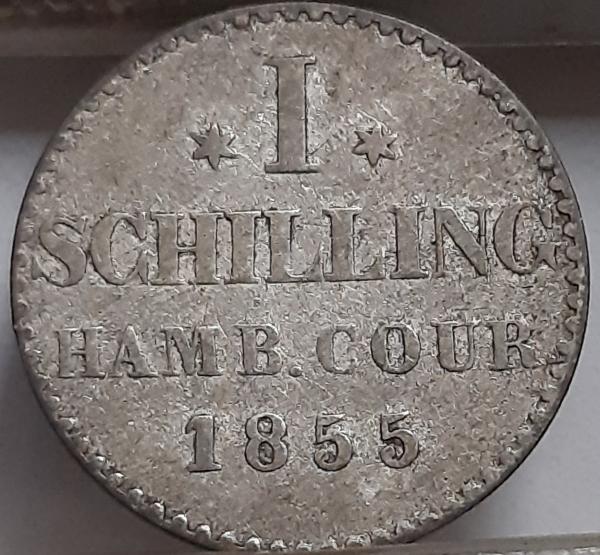 * I *
SCHILLING
HAMB. COUR
1855